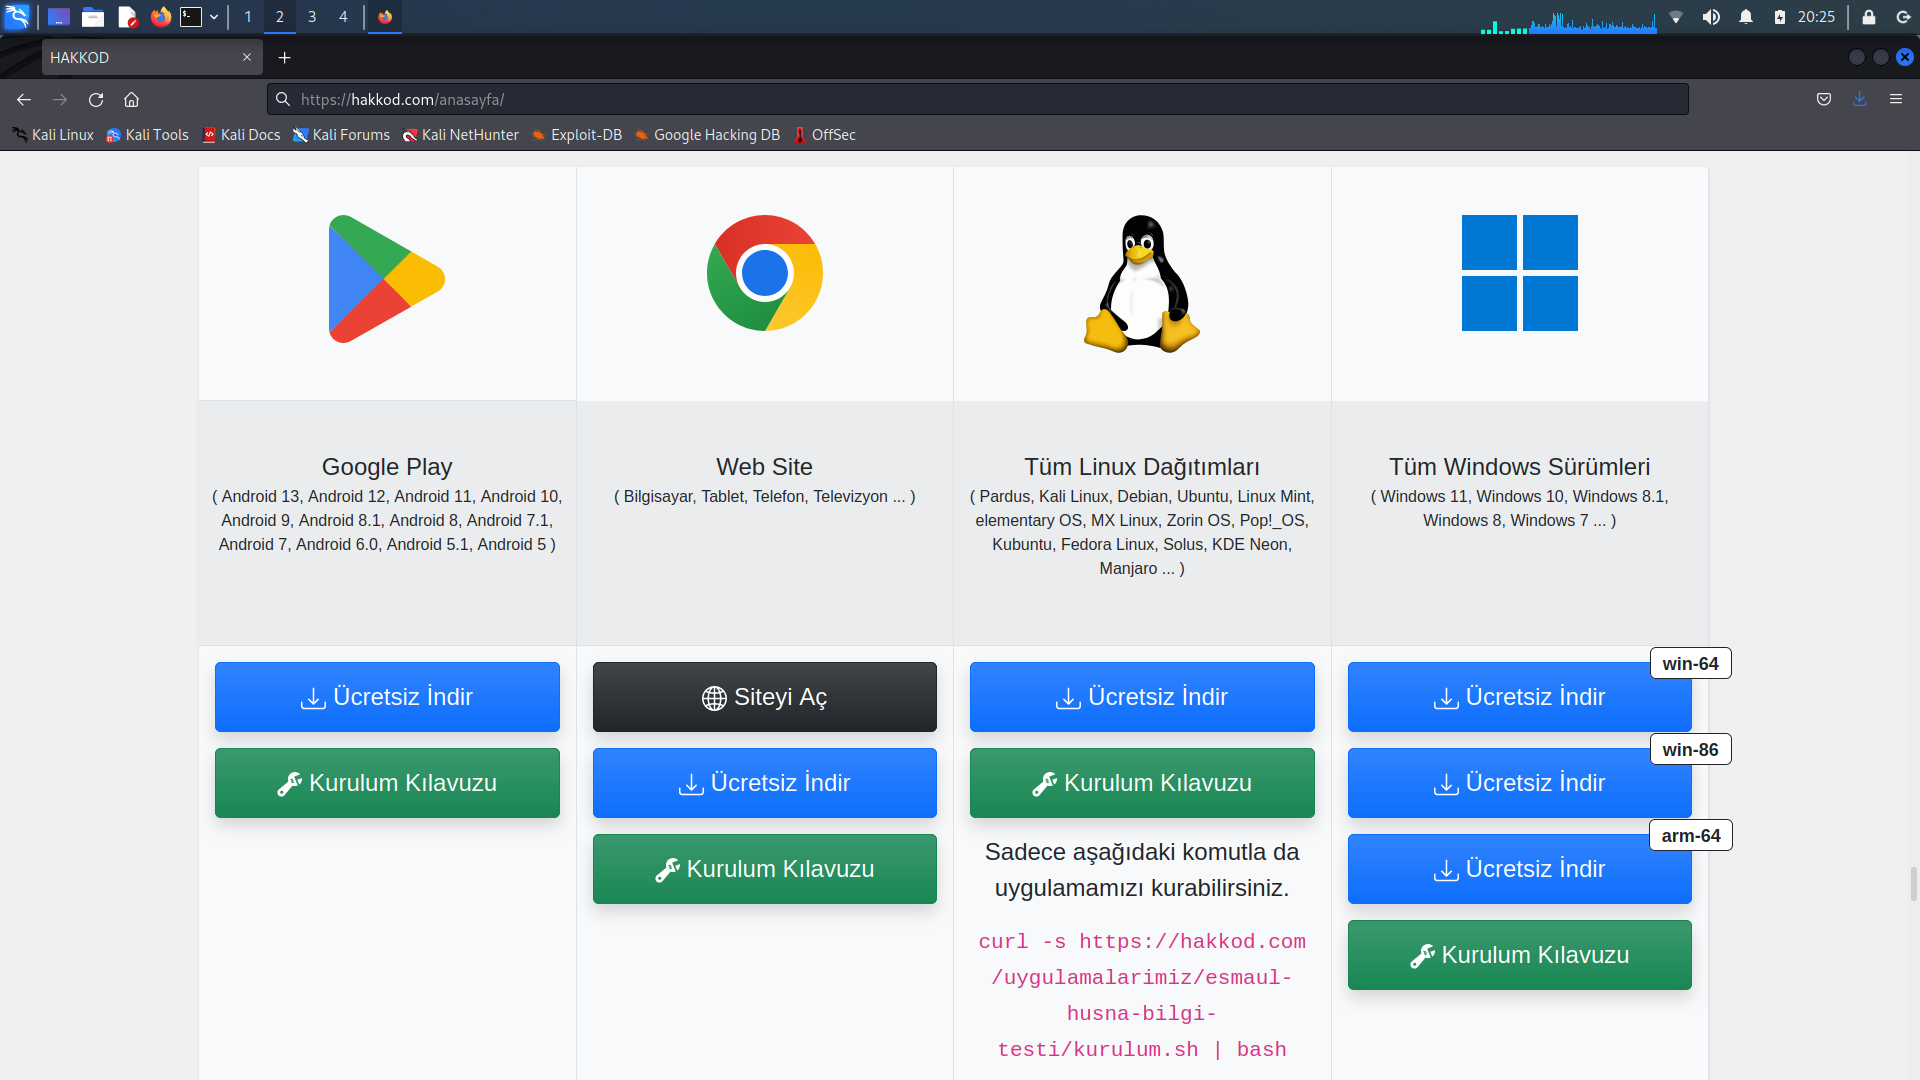 1
2
3
4
20:25
HAKKOD
https://hakkod.com/anasayfa/
Kali Linux
Kali Tools
Kali Docs
Kali Forums
Kali NetHunter
Exploit-DB
Google Hacking DB
OffSec
Google Play
( Android 13, Android 12, Android 11, Android 10,
Android 9, Android 8.1, Android 8, Android 7.1,
Android 7, Android 6.0, Android 5.1, Android 5 )
Ücretsiz İndir
Kurulum Kılavuzu
Web Site
( Bilgisayar, Tablet, Telefon, Televizyon ... )
Siteyi Aç
Ücretsiz İndir
Kurulum Kılavuzu
Tüm Linux Dağıtımları
( Pardus, Kali Linux, Debian, Ubuntu, Linux Mint,
elementary OS, MX Linux, Zorin OS, Pop!_OS,
Kubuntu, Fedora Linux, Solus, KDE Neon,
Manjaro ... )
Ücretsiz İndir
Kurulum Kılavuzu
Sadece aşağıdaki komutla da
uygulamamızı kurabilirsiniz.
curl -s https://hakkod.com
/uygulamalarimiz/esmaul-
husna-bilgi-
testi/kurulum.sh | bash
Tüm Windows Sürümleri
( Windows 11, Windows 10, Windows 8.1,
Windows 8, Windows 7 ... )
win-64
Ücretsiz İndir
win-86
Ücretsiz İndir
arm-64
Ücretsiz İndir
Kurulum Kılavuzu